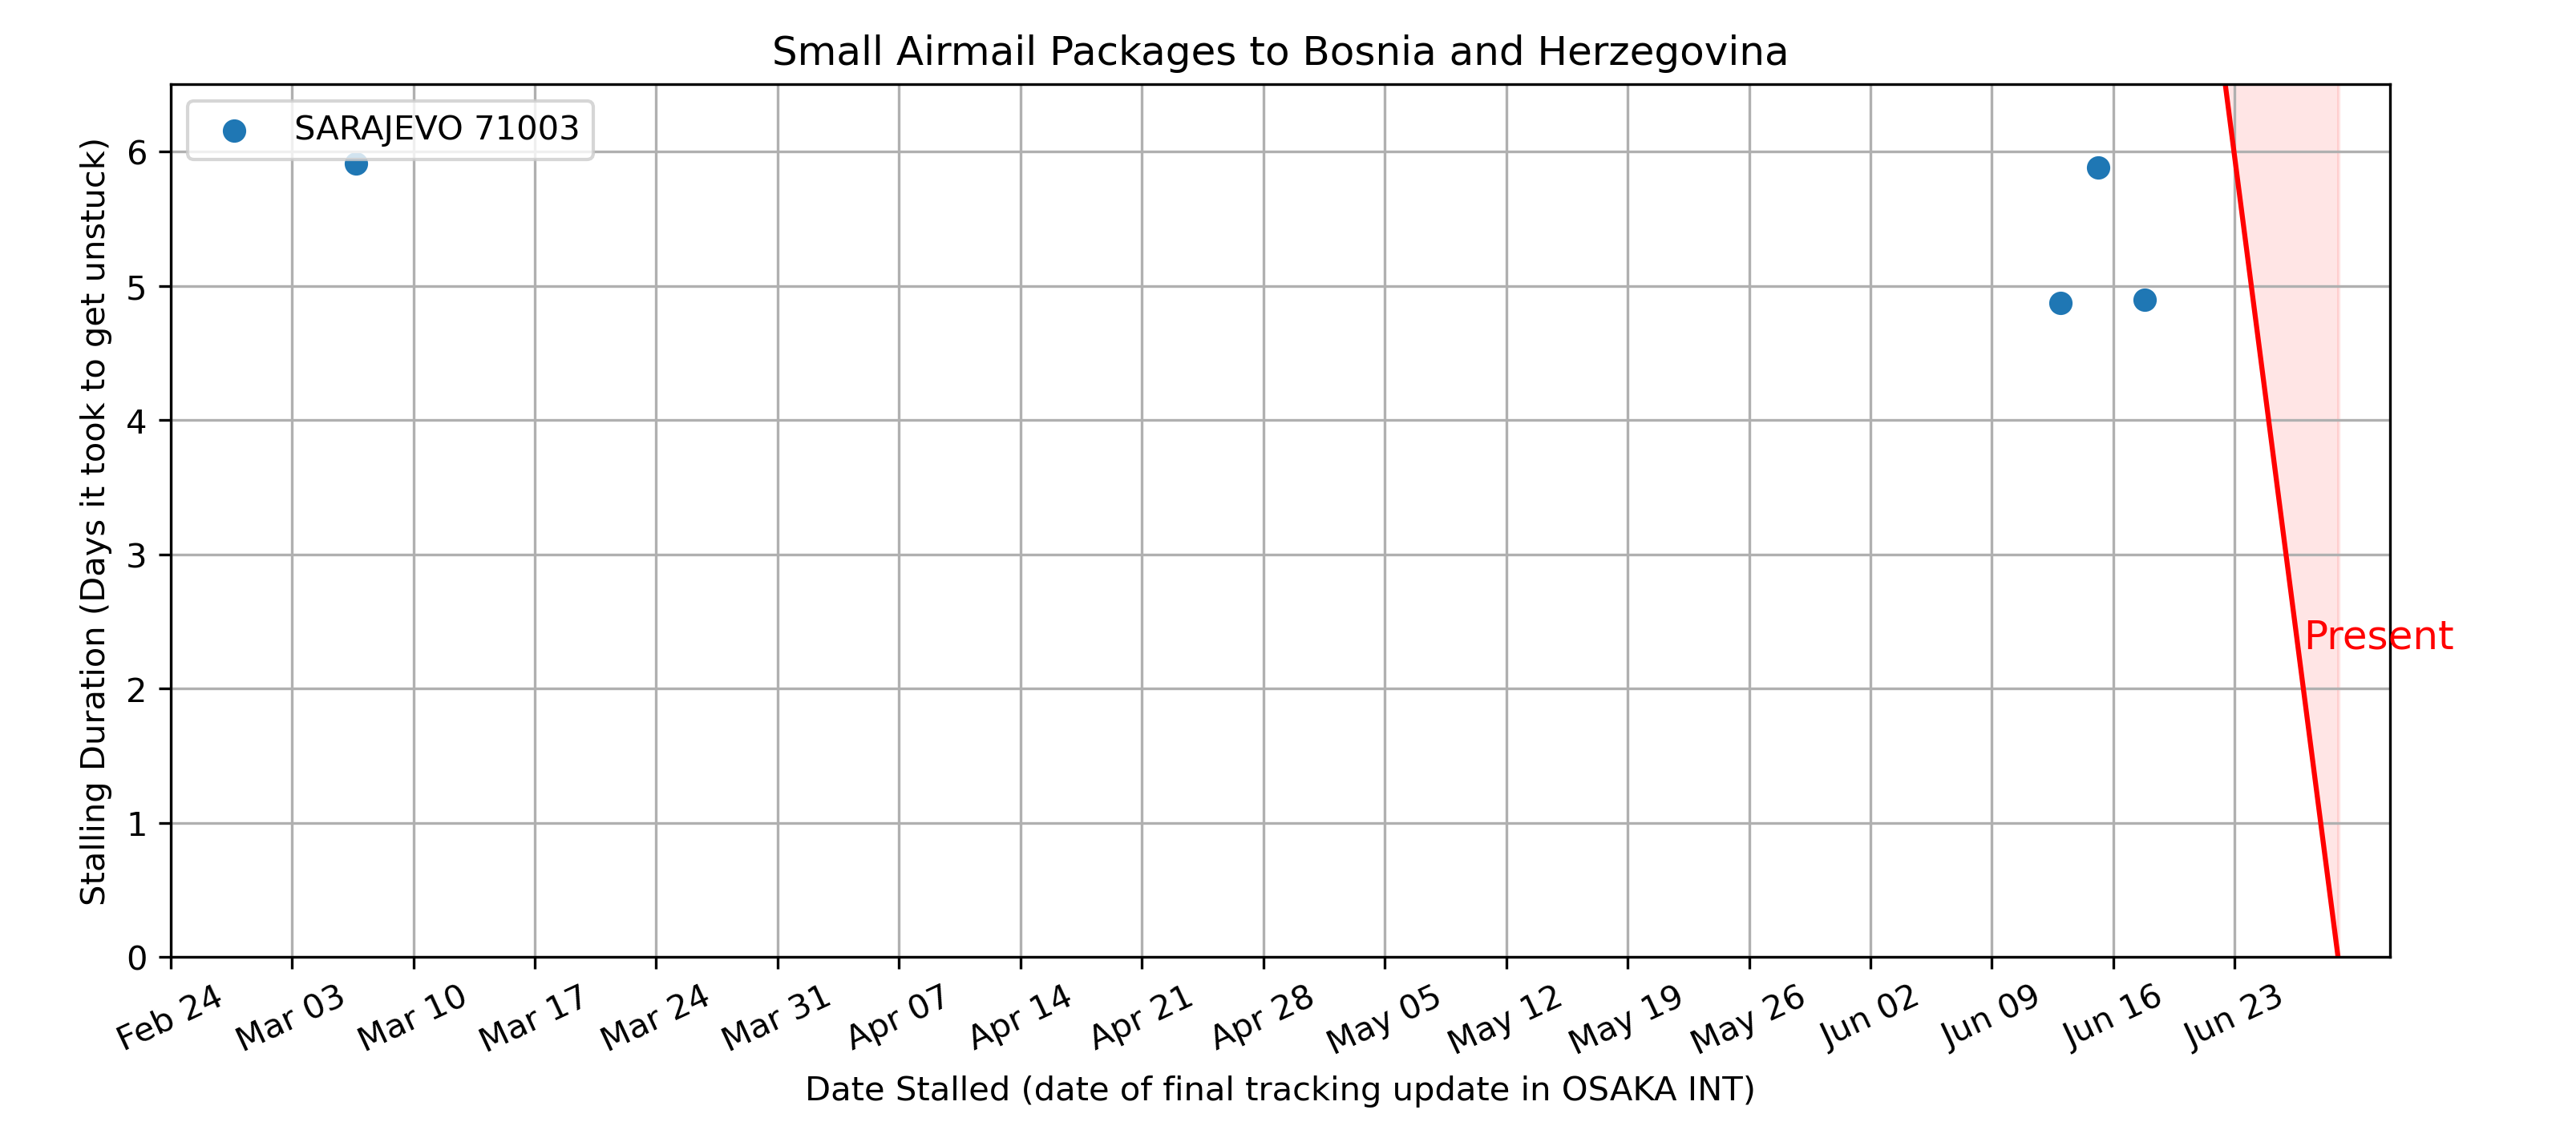 Small Airmail Packages to Bosnia and Herzegovina
SARAJEVO 71003
Stalling Duration (Days it took to get unstuck)
6
5
4
3
2
1
0
Present
Feb 24 Mar 03 Mar 10 Mar 17 Mar 24 Mar 31 Apr 07 Apr 14 Apr 21 Apr 28 May 05 May 12 May 19 May 26 Jun 02 Jun 09 Jun 16 Jun 23
Date Stalled (date of final tracking update in OSAKA INT)